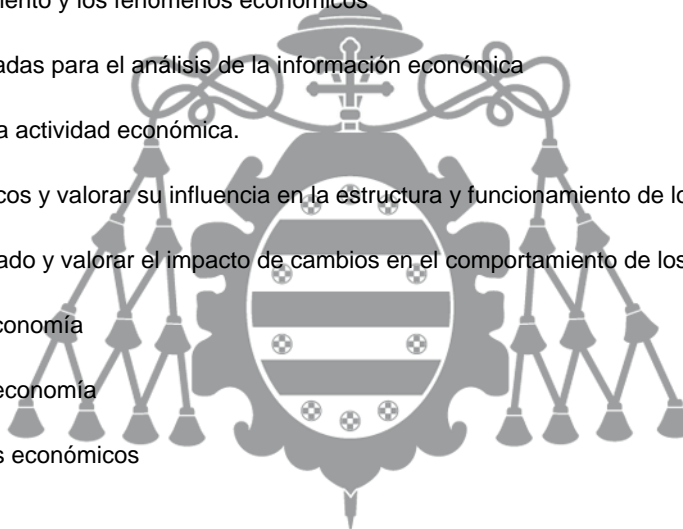 iento y los fenómenos económicos
adas para el análisis de la información económica
a actividad económica.
cos y valorar su influencia en la estructura y funcionamiento de lo
ado y valorar el impacto de cambios en el comportamiento de los
conomía
economía
s económicos